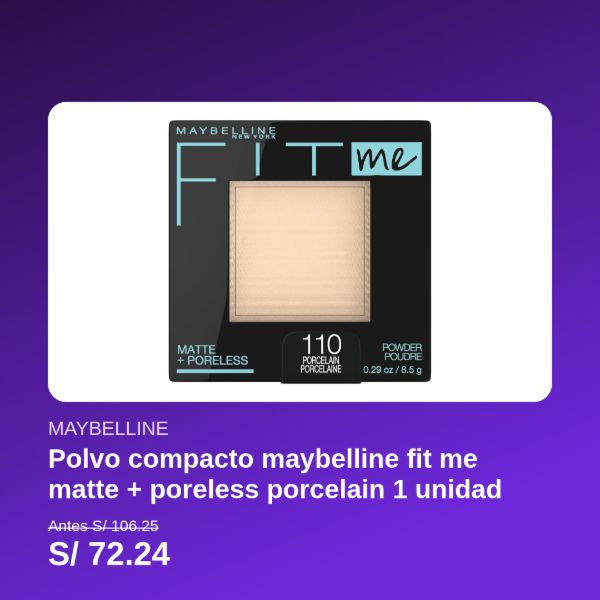 MAYBELLINE
NEW YORK
FIT me
MATTE
+ PORELESS
110
PORCELAIN
PORCELAINE
POWDER
POUDRE
0.29 oz / 8.5 g
MAYBELLINE
Polvo compacto maybelline fit me
matte + poreless porcelain 1 unidad
Antes S/ 106.25
S/ 72.24